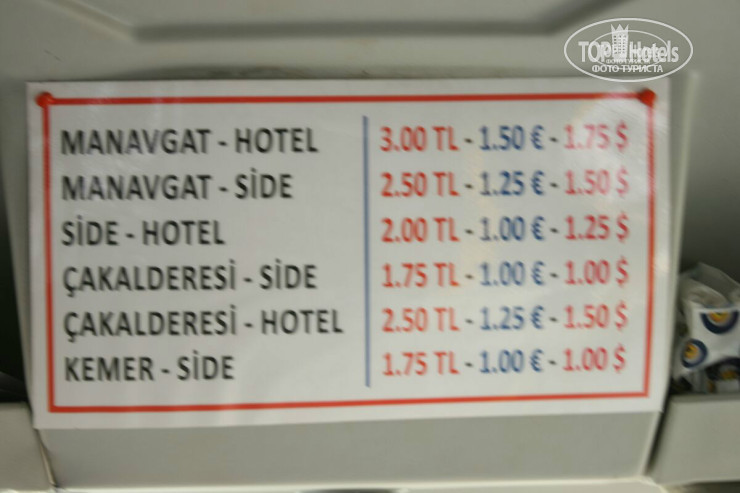 TOPHotels
ФОТО ТУРИСТА
MANAVGAT - HOTEL 3.00 TL - 1.50 € - 1.75 $
MANAVGAT - SİDE 2.50 TL - 1.25 € - 1.50 $
SİDE - HOTEL 2.00 TL - 1.00 € - 1.25 $
ÇAKALDERESİ - SİDE 1.75 TL - 1.00 € - 1.00 $
ÇAKALDERESİ - HOTEL 2.50 TL - 1.25 € - 1.50 $
KEMER - SİDE 1.75 TL - 1.00 € - 1.00 $